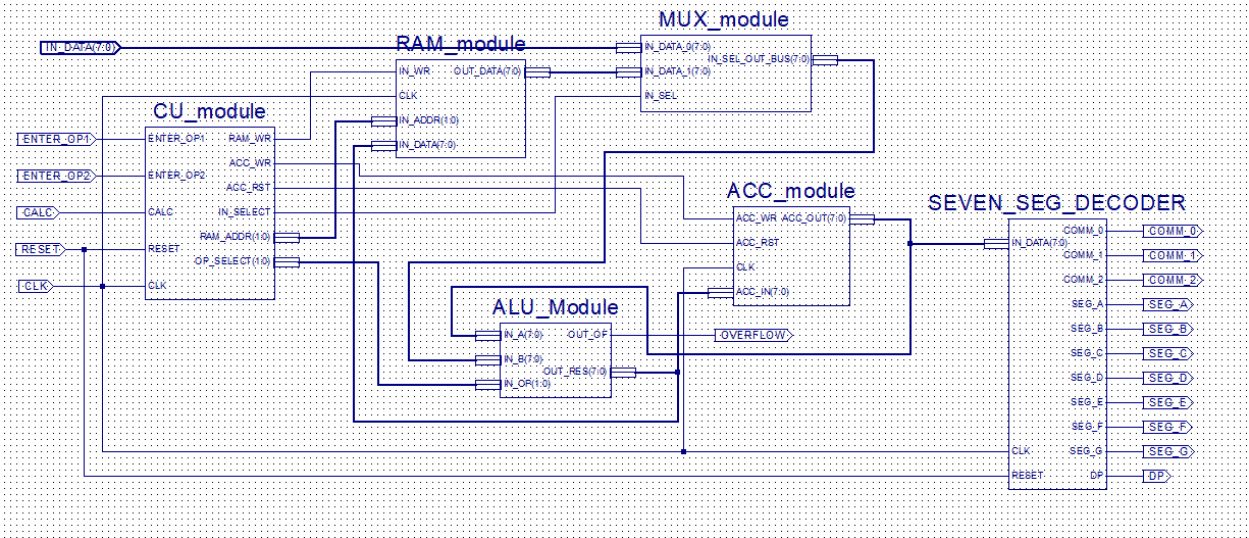 MUX_module
IN_DATA(7:0)
RAM_module
IN_DATA_0(7:0)
IN_SEL_OUT_BUS(7:0)
IN_WR
OUT_DATA(7:0)
IN_DATA_1(7:0)
CLK
IN_SEL
CU_module
IN_ADDR(1:0)
IN_DATA(7:0)
ENTER_OP1
ENTER_OP1
RAM_WR
ACC_WR
ENTER_OP2
ENTER_OP2
ACC_RST
CALC
CALC
IN_SELECT
RAM_ADDR(1:0)
RESET
RESET
OP_SELECT(1:0)
CLK
CLK
ACC_module
ACC_WR
ACC_OUT(7:0)
ACC_RST
CLK
ACC_IN(7:0)
ALU_Module
IN_A(7:0)
OUT_OF
OVERFLOW
IN_B(7:0)
OUT_RES(7:0)
IN_OP(1:0)
SEVEN_SEG_DECODER
COMM_0
COMM_0
IN_DATA(7:0)
COMM_1
COMM_1
COMM_2
COMM_2
SEG_A
SEG_A
SEG_B
SEG_B
SEG_C
SEG_C
SEG_D
SEG_D
SEG_E
SEG_E
SEG_F
SEG_F
CLK
SEG_G
SEG_G
RESET
DP
DP